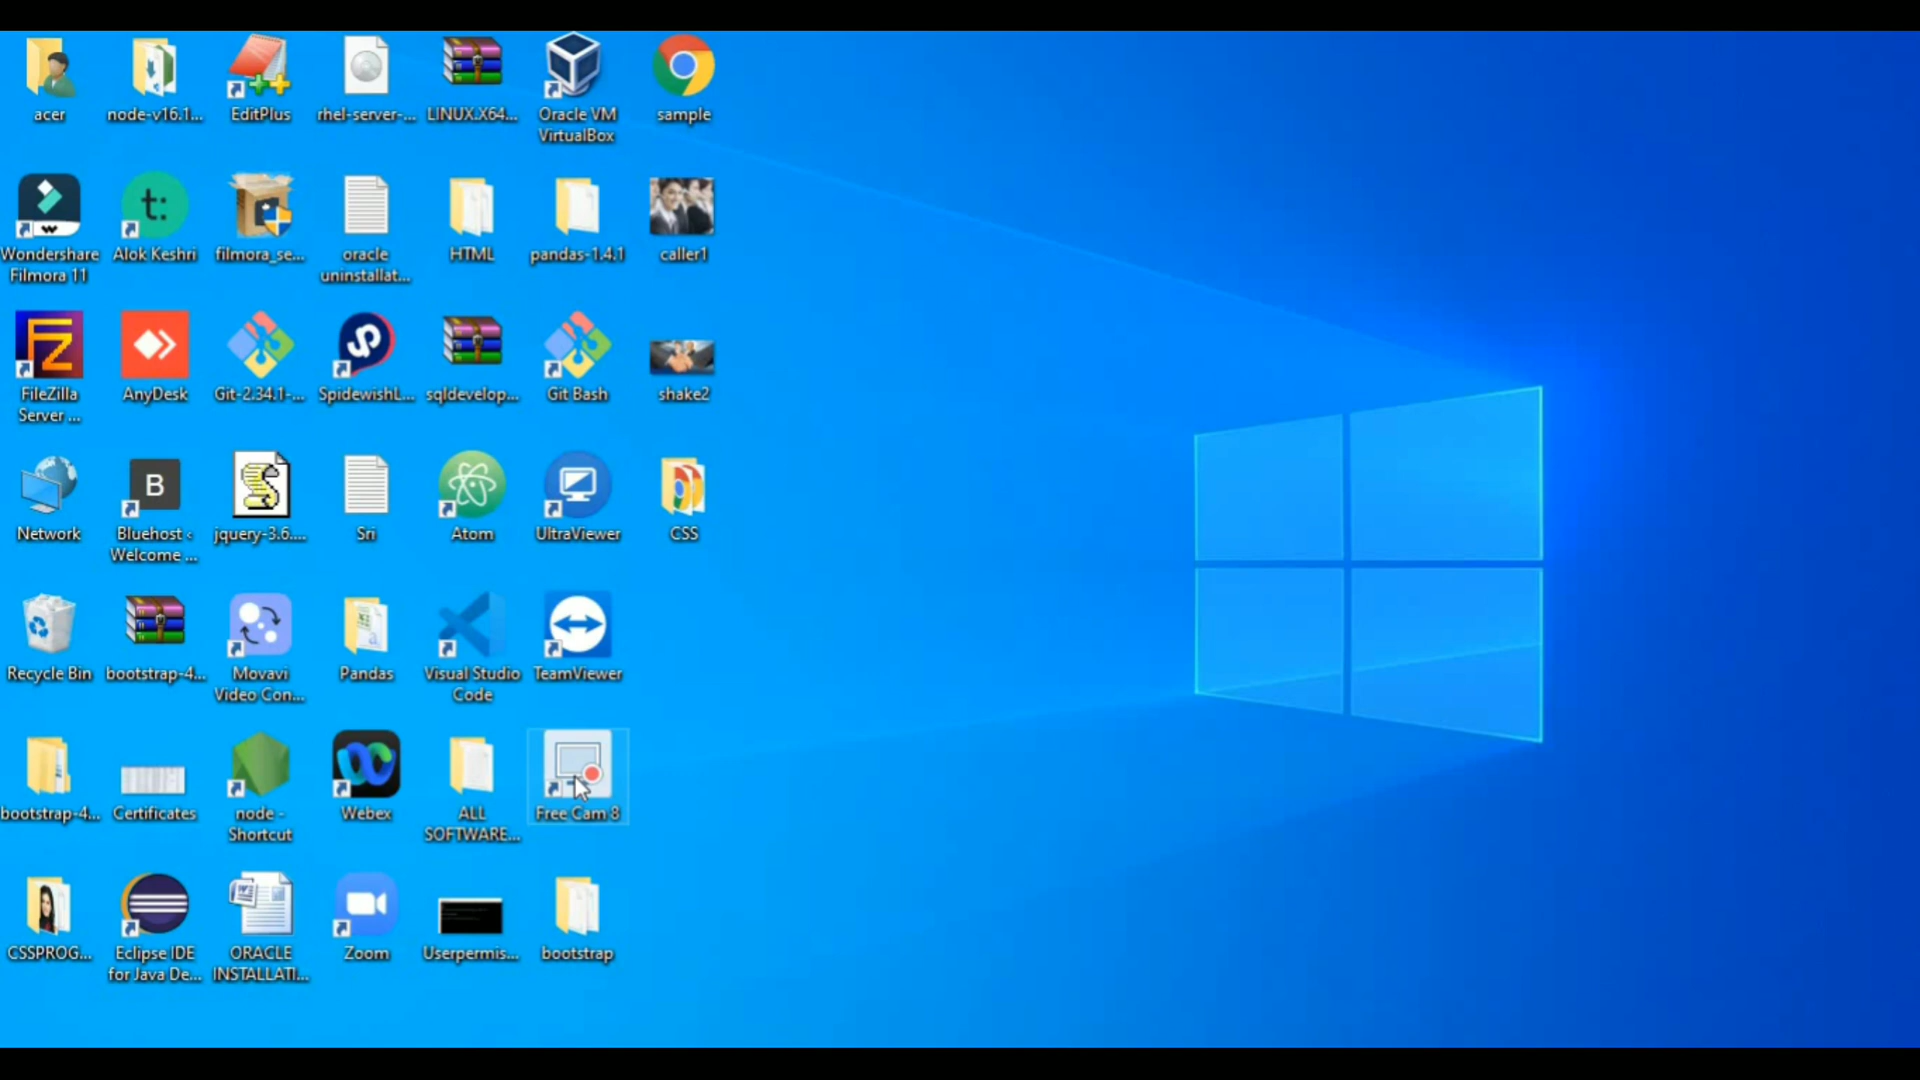 acer
node-v16.1...
EditPlus
rhel-server-...
LINUX.X64...
Oracle VM
VirtualBox
sample
Wondershare
Filmora 11
t:
Alok Keshri
filmora_se...
oracle
uninstallat...
HTML
pandas-1.4.1
caller1
FZ
FileZilla
Server ...
AnyDesk
Git-2.34.1-...
SpidewishL...
sqldevelop...
Git Bash
shake2
Network
B
Bluehost ‹
Welcome ...
jquery-3.6....
Sri
Atom
UltraViewer
CSS
Recycle Bin
bootstrap-4...
Movavi
Video Con...
Pandas
Visual Studio
Code
TeamViewer
bootstrap-4...
Certificates
node -
Shortcut
Webex
ALL
SOFTWARE...
Free Cam 8
CSSPROG...
Eclipse IDE
for Java De...
ORACLE
INSTALLATI...
Zoom
Userpermis...
bootstrap